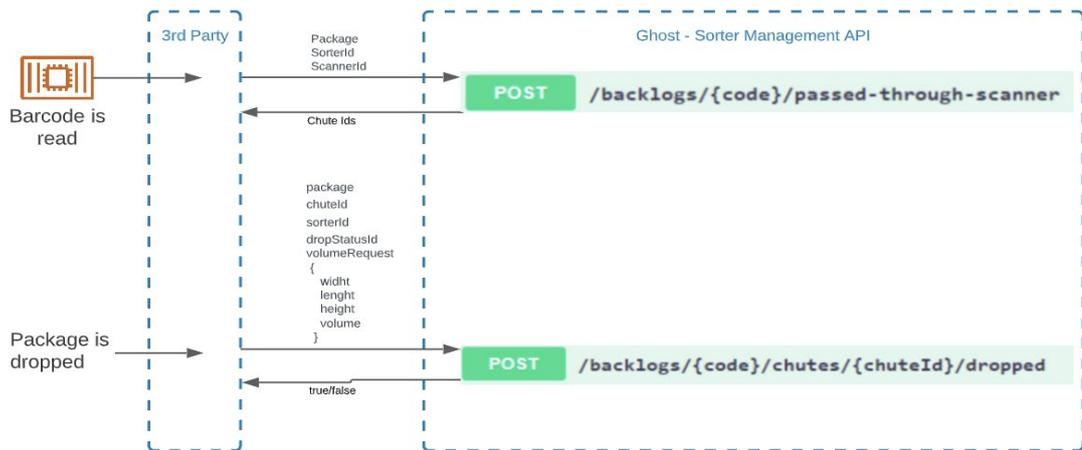 3rd Party
Ghost - Sorter Management API
Package
SorterId
ScannerId
POST /backlogs/{code}/passed-through-scanner
Barcode is
read
Chute Ids
package
chuteId
sorterId
dropStatusId
volumeRequest
{
widht
lenght
height
volume
}
Package is
dropped
POST /backlogs/{code}/chutes/{chuteId}/dropped
true/false